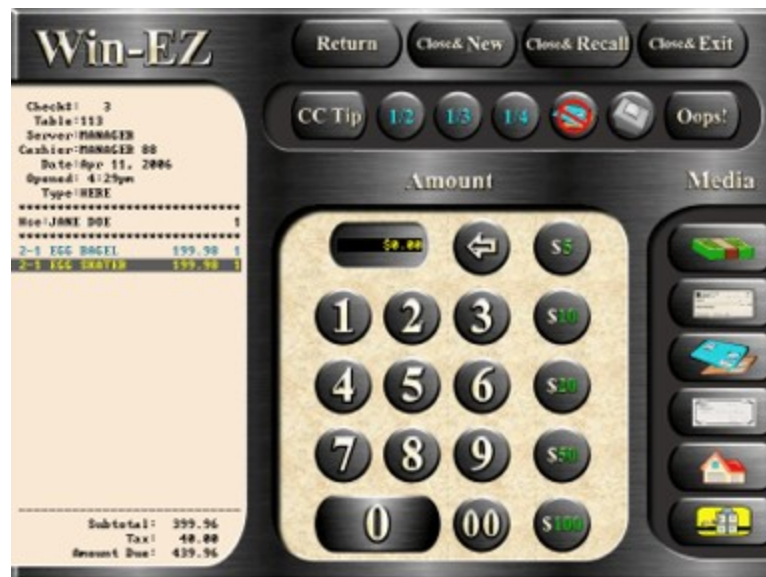 Win-EZ
Return
Close& New
Close& Recall
Close& Exit
CC Tip
1/2
1/3
1/4
Oops!
Check#: 3
Table:113
Server:MANAGER
Cashier:MANAGER 88
Date:Apr 11, 2006
Opened: 4:29pm
Type:HERE
Hse:JANE DOE 1
2-1 EGG BAGEL 199.98 1
2-1 EGG 199.98 1
Subtotal: 399.96
Tax: 40.00
Amount Due: 439.96
Amount
$0.00
$5
1 2 3 $10
4 5 6 $20
7 8 9 $50
0 00 $100
Media